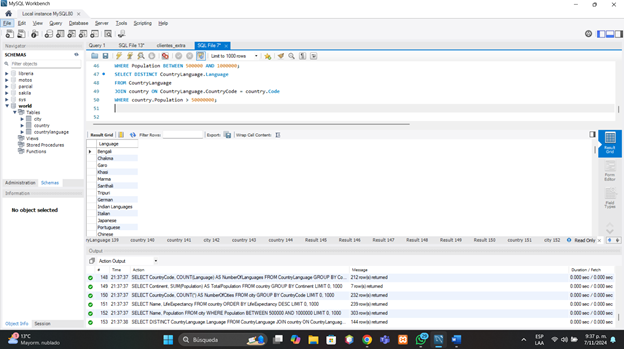 MySQL Workbench
Local instance MySQL80
File Edit View Query Database Server Tools Scripting Help
Navigator
SCHEMAS
Filter objects
libreria
motos
parcial
sakila
sys
world
Tables
city
country
countrylanguage
Views
Stored Procedures
Functions
Administration Schemas
Information
No object selected
Object Info Session
Query 1 SQL File 13* clientes_extra SQL File 7*
Limit to 1000 rows
46 WHERE Population BETWEEN 500000 AND 1000000;
47 SELECT DISTINCT CountryLanguage.Language
48 FROM CountryLanguage
49 JOIN country ON CountryLanguage.CountryCode = country.Code
50 WHERE country.Population > 50000000;
51
52
Result Grid Filter Rows: Export: Wrap Cell Content:
Language
Bengali
Chakma
Garo
Khasi
Marma
Santhali
Tripuri
German
Indian Languages
Italian
Japanese
Portuguese
Chinese
Result Grid
Form Editor
Field Types
ryLanguage 139 country 140 country 141 country 142 country 143 country 144 Result 145 Result 146 Result 147 Result 148 Result 149 Result 150 country 151 city 152 Read Only
Output
Action Output
# Time Action Message Duration / Fetch
148 21:37:37 SELECT CountryCode, COUNT(Language) AS NumberOfLanguages FROM CountryLanguage GROUP BY Co... 212 row(s) returned 0.000 sec / 0.000 sec
149 21:37:37 SELECT Continent, SUM(Population) AS TotalPopulation FROM country GROUP BY Continent LIMIT 0, 1000 7 row(s) returned 0.000 sec / 0.000 sec
150 21:37:37 SELECT CountryCode, COUNT(*) AS NumberOfCities FROM city GROUP BY CountryCode LIMIT 0, 1000 232 row(s) returned 0.000 sec / 0.000 sec
151 21:37:37 SELECT Name, LifeExpectancy FROM country ORDER BY LifeExpectancy DESC LIMIT 0, 1000 0.000 sec / 0.000 sec
152 21:37:37 SELECT Name, Population FROM city WHERE Population BETWEEN 500000 AND 1000000 LIMIT 0, 1000 303 row(s) returned 0.000 sec / 0.000 sec
153 21:37:38 SELECT DISTINCT CountryLanguage.Language FROM CountryLanguage JOIN country ON CountryLangua... 144 row(s) returned 0.000 sec / 0.000 sec
13°C
Mayorm. nublado
Búsqueda
ESP
LAA
9:37 p. m.
7/11/2024